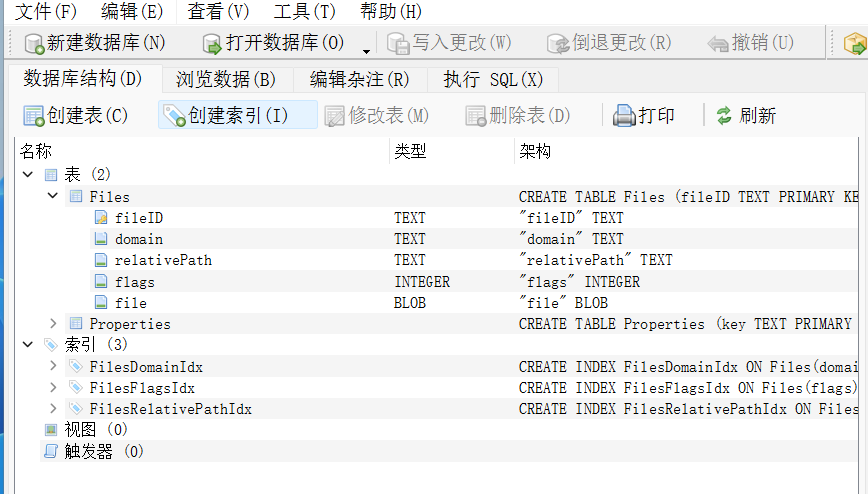 文件(F) 编辑(E) 查看(V) 工具(T) 帮助(H)
新建数据库(N) 打开数据库(O) 写入更改(W) 倒退更改(R) 撤销(U)
数据库结构(D) 浏览数据(B) 编辑杂注(R) 执行 SQL(X)
创建表(C) 创建索引(I) 修改表(M) 删除表(D) 打印 刷新
名称 类型 架构
表 (2)
Files CREATE TABLE Files (fileID TEXT PRIMARY KE
fileID TEXT "fileID" TEXT
domain TEXT "domain" TEXT
relativePath TEXT "relativePath" TEXT
flags INTEGER "flags" INTEGER
file BLOB "file" BLOB
Properties CREATE TABLE Properties (key TEXT PRIMARY
索引 (3)
FilesDomainIdx CREATE INDEX FilesDomainIdx ON Files(domai
FilesFlagsIdx CREATE INDEX FilesFlagsIdx ON Files(flags)
FilesRelativePathIdx CREATE INDEX FilesRelativePathIdx ON Files
视图 (0)
触发器 (0)